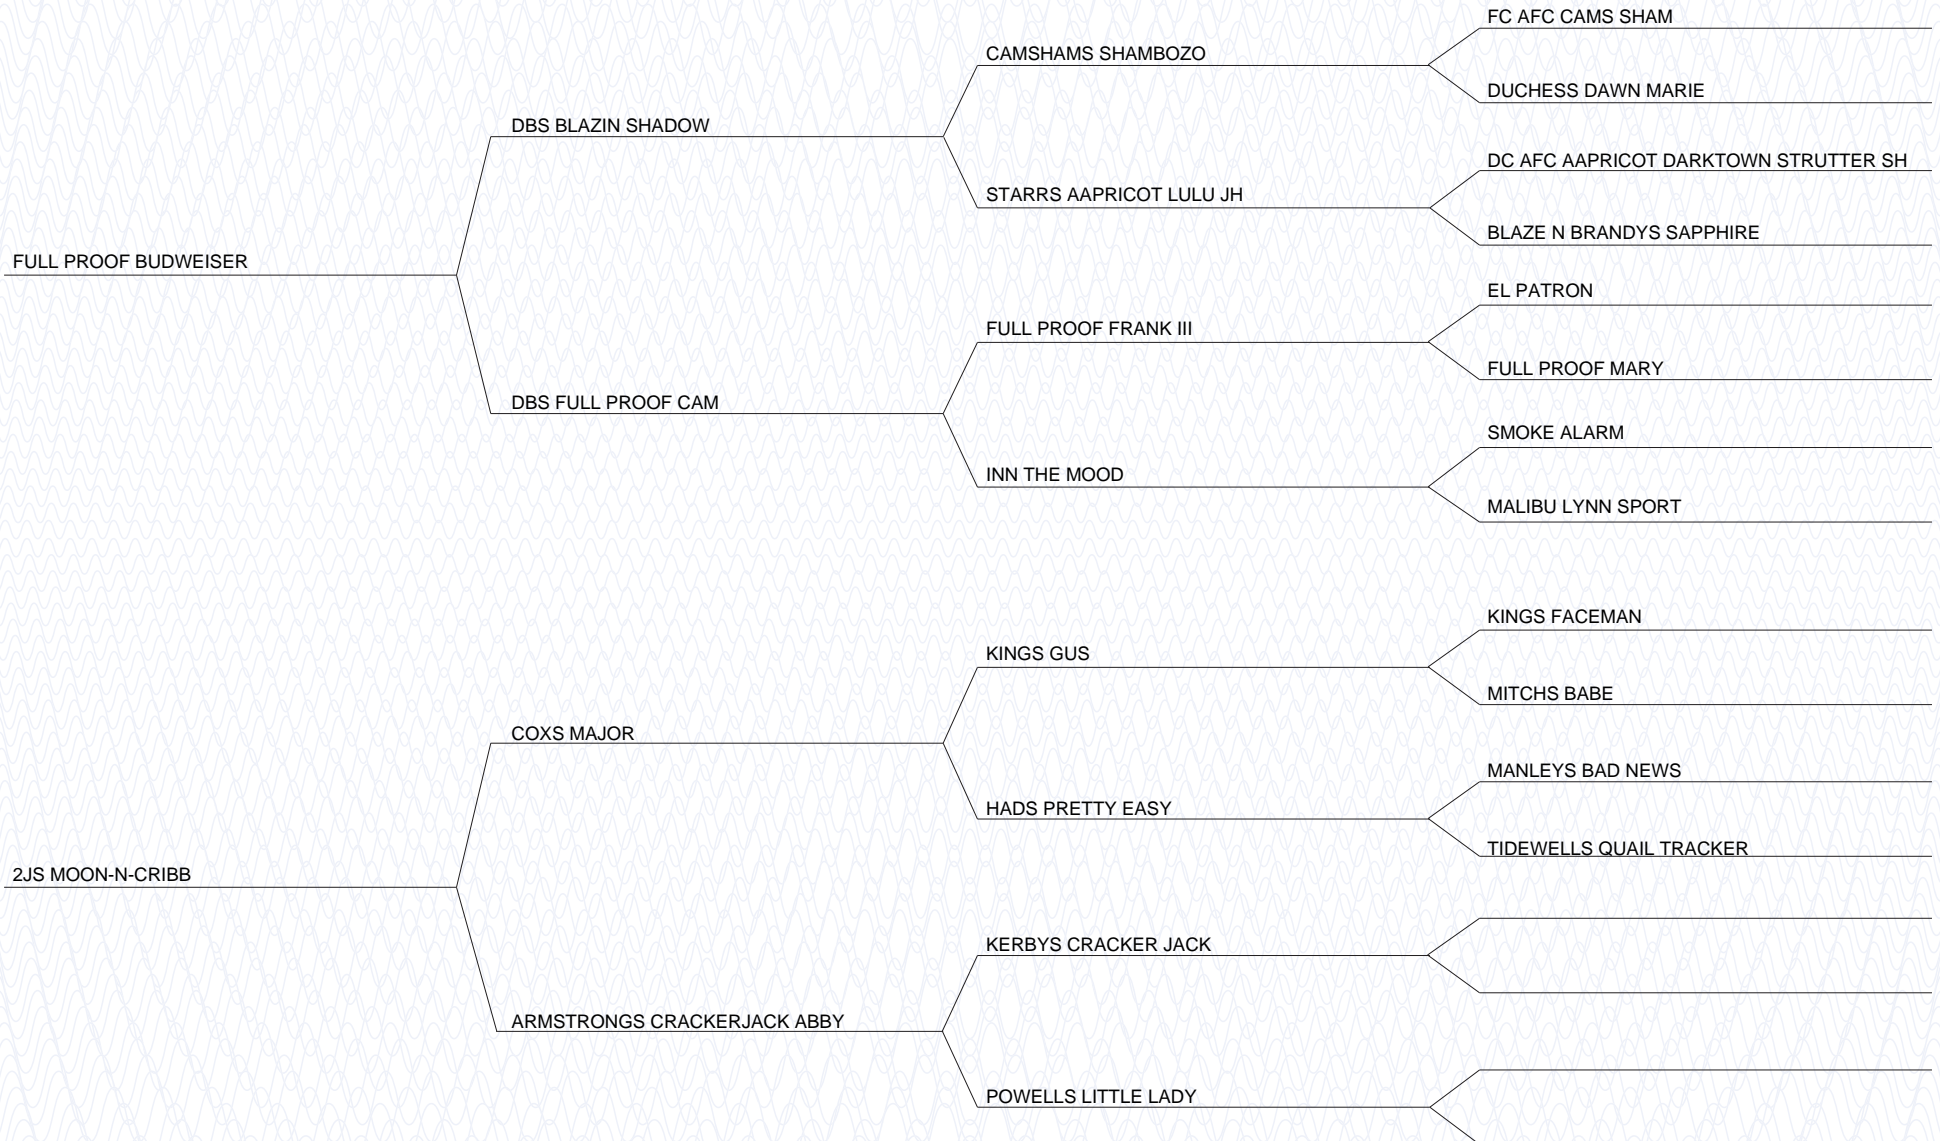 FC AFC CAMS SHAM
CAMSHAMS SHAMBOZO
DUCHESS DAWN MARIE
DBS BLAZIN SHADOW
DC AFC AAPRICOT DARKTOWN STRUTTER SH
STARRS AAPRICOT LULU JH
BLAZE N BRANDYS SAPPHIRE
FULL PROOF BUDWEISER
EL PATRON
FULL PROOF FRANK III
FULL PROOF MARY
DBS FULL PROOF CAM
SMOKE ALARM
INN THE MOOD
MALIBU LYNN SPORT
KINGS FACEMAN
KINGS GUS
MITCHS BABE
COXS MAJOR
MANLEYS BAD NEWS
HADS PRETTY EASY
TIDEWELLS QUAIL TRACKER
2JS MOON-N-CRIBB
KERBYS CRACKER JACK
ARMSTRONGS CRACKERJACK ABBY
POWELLS LITTLE LADY